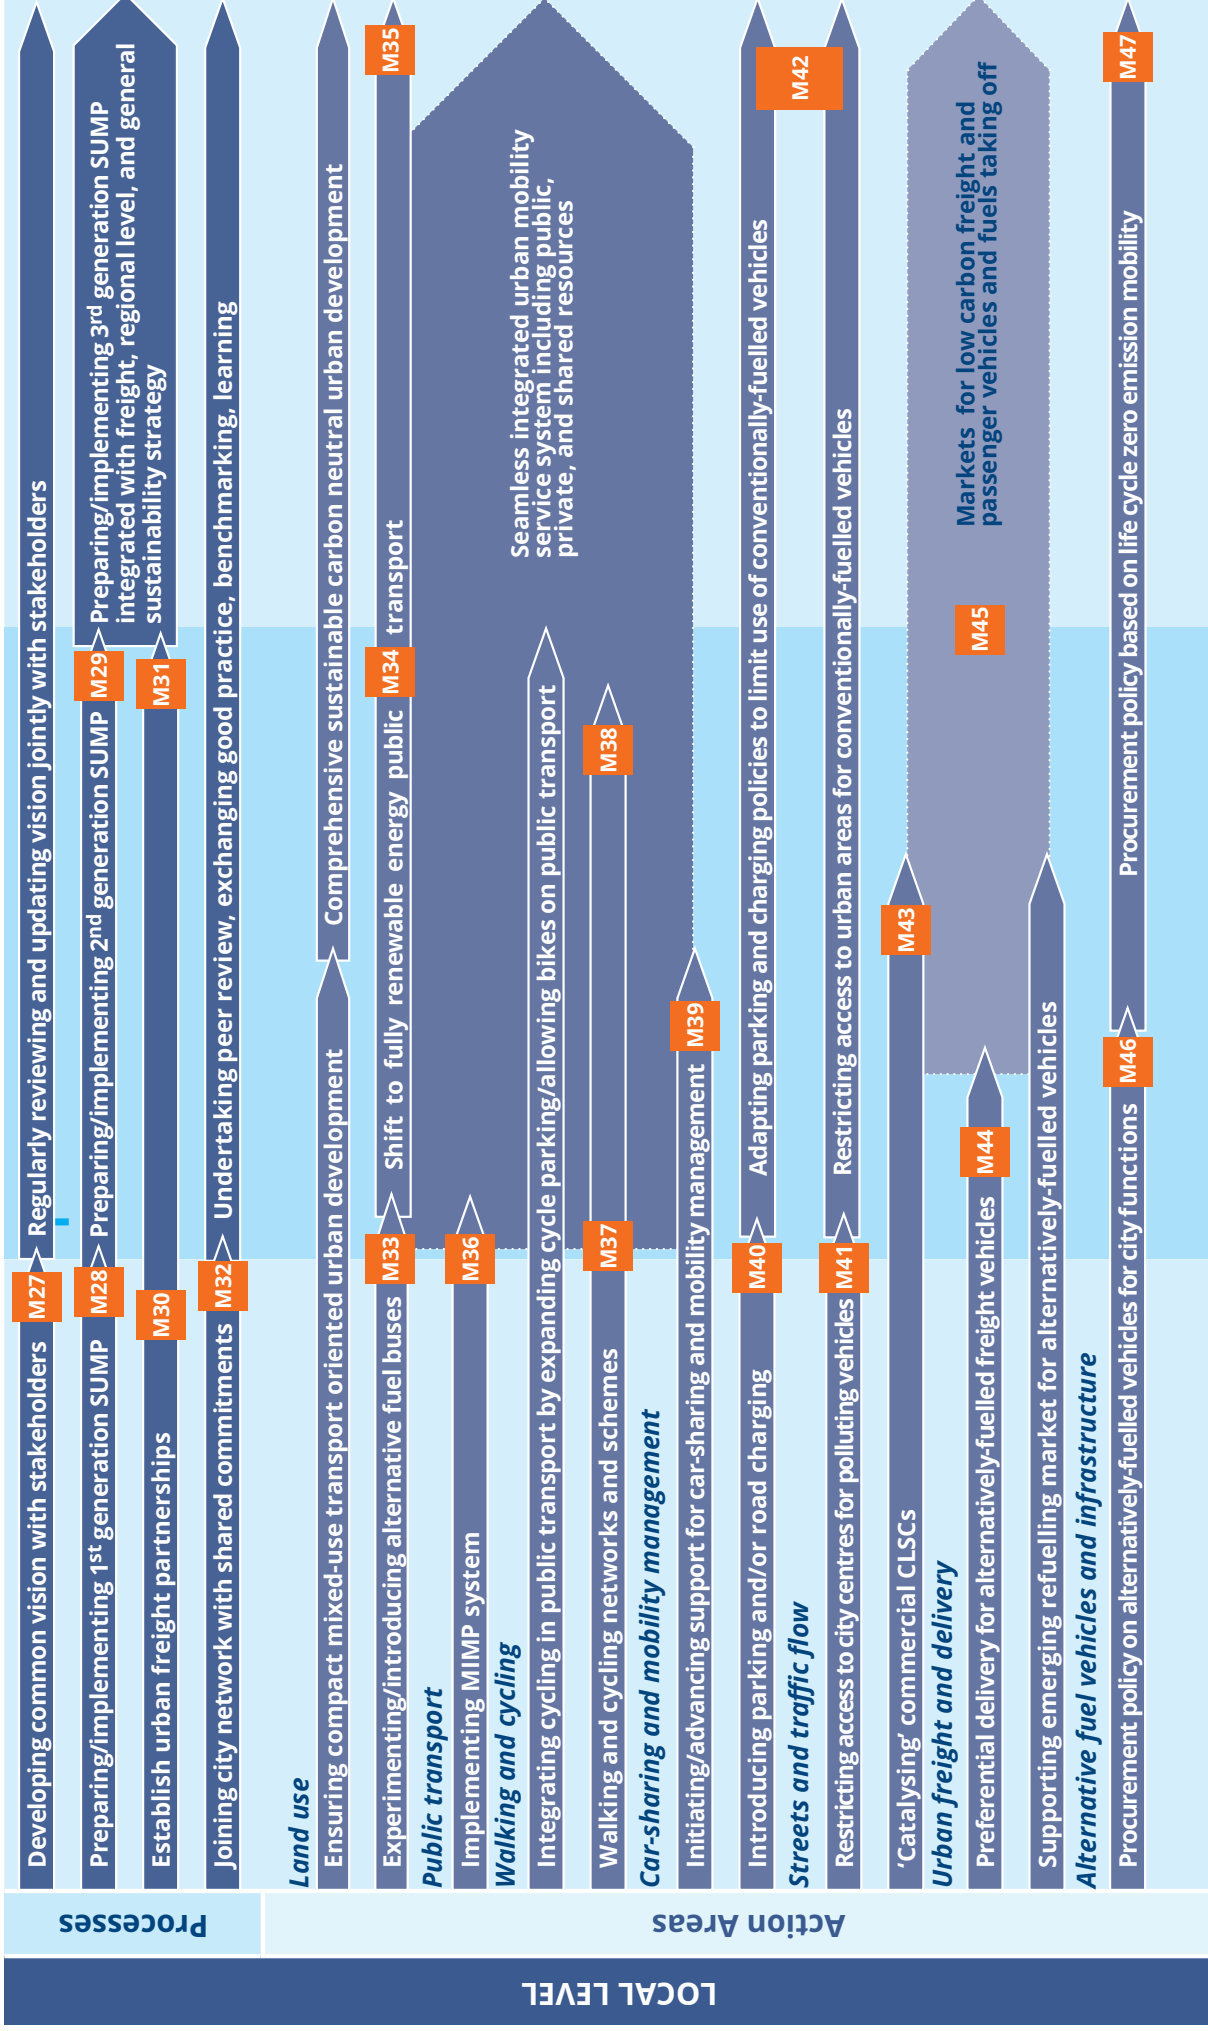 LOCAL LEVEL
Processes
Developing common vision with stakeholders
M27
Regularly reviewing and updating vision jointly with stakeholders
Preparing/implementing 1st generation SUMP
M28
Preparing/implementing 2nd generation SUMP
M29
Preparing/implementing 3rd generation SUMP
integrated with freight, regional level, and general
sustainability strategy
Establish urban freight partnerships
M30
M31
Joining city network with shared commitments
M32
Undertaking peer review, exchanging good practice, benchmarking, learning
Action Areas
Land use
Ensuring compact mixed-use transport oriented urban development
Comprehensive sustainable carbon neutral urban development
Experimenting/introducing alternative fuel buses
M33
Shift to fully renewable energy public
M34
transport
M35
Public transport
Implementing MIMP system
M36
Seamless integrated urban mobility
service system including public,
private, and shared resources
Walking and cycling
Integrating cycling in public transport by expanding cycle parking/allowing bikes on public transport
Walking and cycling networks and schemes
M37
M38
Car-sharing and mobility management
Initiating/advancing support for car-sharing and mobility management
M39
Introducing parking and/or road charging
M40
Adapting parking and charging policies to limit use of conventionally-fuelled vehicles
M42
Streets and traffic flow
Restricting access to city centres for polluting vehicles
M41
Restricting access to urban areas for conventionally-fuelled vehicles
‘Catalysing’ commercial CLSCs
M43
Urban freight and delivery
Preferential delivery for alternatively-fuelled freight vehicles
M44
M45
Markets for low carbon freight and
passenger vehicles and fuels taking off
Supporting emerging refuelling market for alternatively-fuelled vehicles
Alternative fuel vehicles and infrastructure
Procurement policy on alternatively-fuelled vehicles for city functions
M46
Procurement policy based on life cycle zero emission mobility
M47